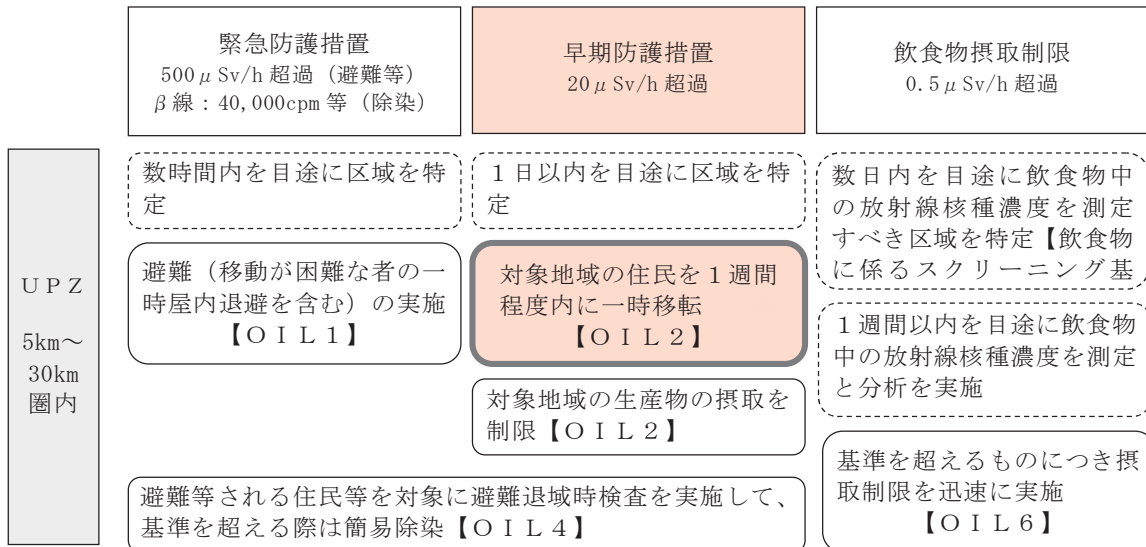 緊急防護措置
500μSv/h 超過（避難等）
β線：40,000cpm 等（除染）
早期防護措置
20μSv/h 超過
飲食物摂取制限
0.5μSv/h 超過
ＵＰＺ
5km～
30km
圏内
数時間内を目途に区域を特
定
避難（移動が困難な者の一
時屋内退避を含む）の実施
【ＯＩＬ１】
１日以内を目途に区域を特
定
対象地域の住民を１週間
程度内に一時移転
【ＯＩＬ２】
対象地域の生産物の摂取を
制限【ＯＩＬ２】
避難等される住民等を対象に避難退域時検査を実施して、
基準を超える際は簡易除染【ＯＩＬ４】
数日内を目途に飲食物中
の放射線核種濃度を測定
すべき区域を特定【飲食物
に係るスクリーニング基
１週間以内を目途に飲食物
中の放射線核種濃度を測定
と分析を実施
基準を超えるものにつき摂
取制限を迅速に実施
【ＯＩＬ６】